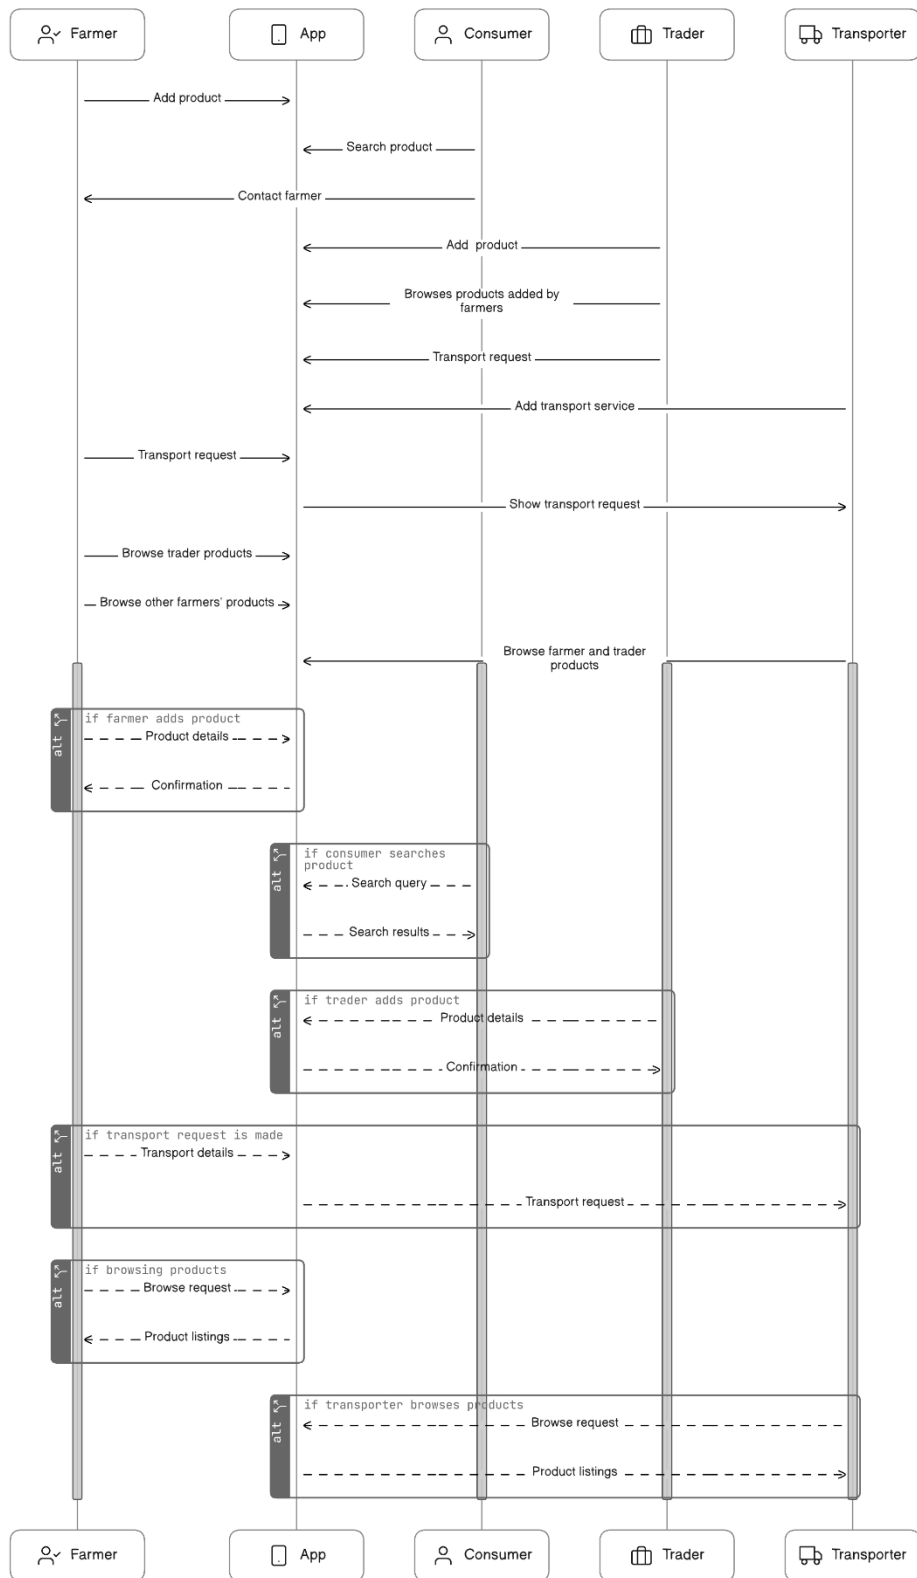 Farmer
App
Consumer
Trader
Transporter
Add product
Search product
Contact farmer
Add product
Browses products added by
farmers
Transport request
Add transport service
Transport request
Show transport request
Browse trader products
Browse other farmers' products
Browse farmer and trader
products
alt
if farmer adds product
Product details
Confirmation
alt
if consumer searches
product
Search query
Search results
alt
if trader adds product
Product details
Confirmation
alt
if transport request is made
Transport details
Transport request
alt
if browsing products
Browse request
Product listings
alt
if transporter browses products
Browse request
Product listings
Farmer
App
Consumer
Trader
Transporter